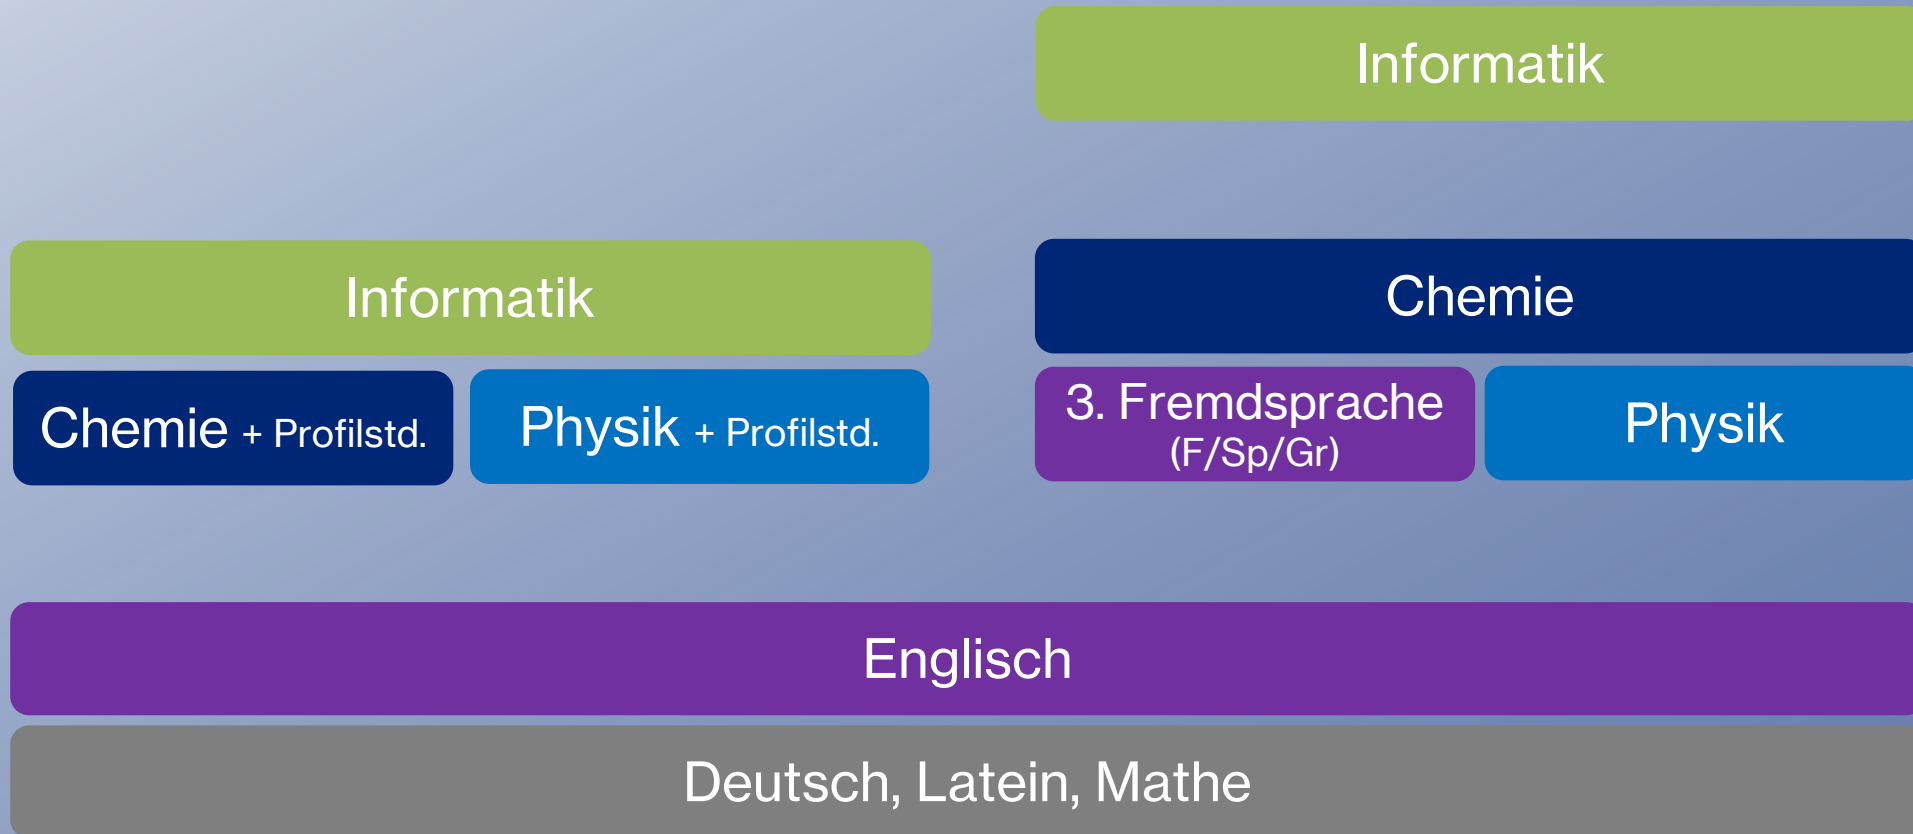 Informatik
Informatik
Chemie
Chemie + Profilstd.
Physik + Profilstd.
3. Fremdsprache
(F/Sp/Gr)
Physik
Englisch
Deutsch, Latein, Mathe